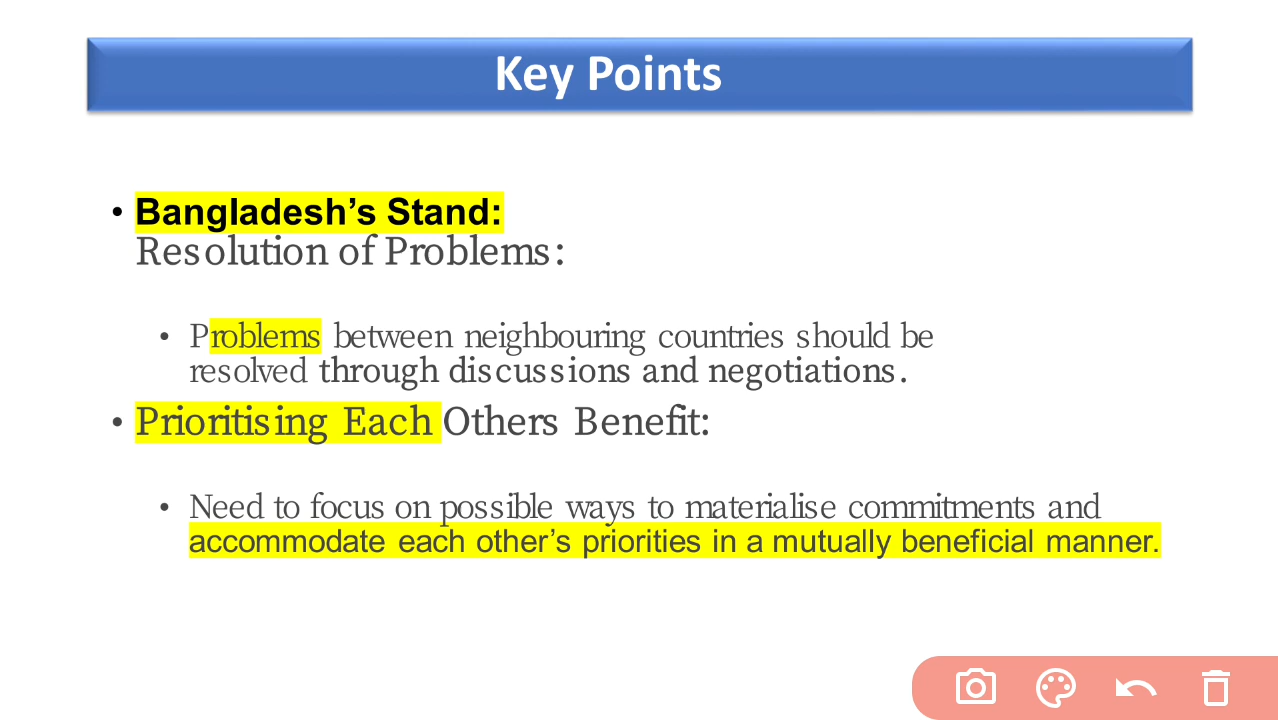 Key Points
• Bangladesh’s Stand:
Resolution of Problems:
• Problems between neighbouring countries should be
resolved through discussions and negotiations.
• Prioritising Each Others Benefit:
• Need to focus on possible ways to materialise commitments and
accommodate each other’s priorities in a mutually beneficial manner.